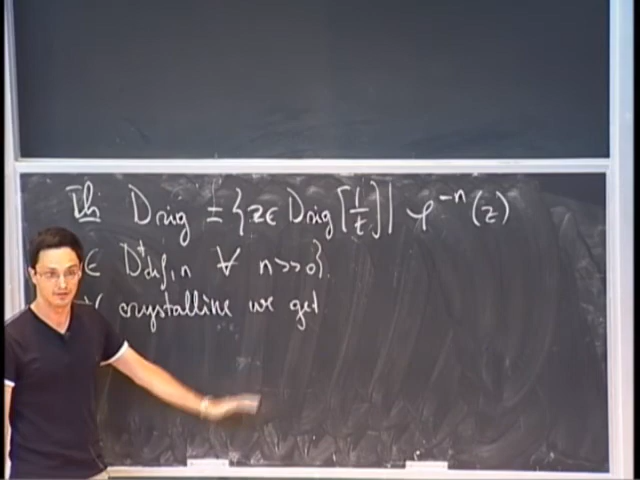 Th Drig = {z ∈ Drig[1/t] | φ⁻ⁿ(z)
∈ D⁺dif,n ∀ n>>0}.
crystalline we get